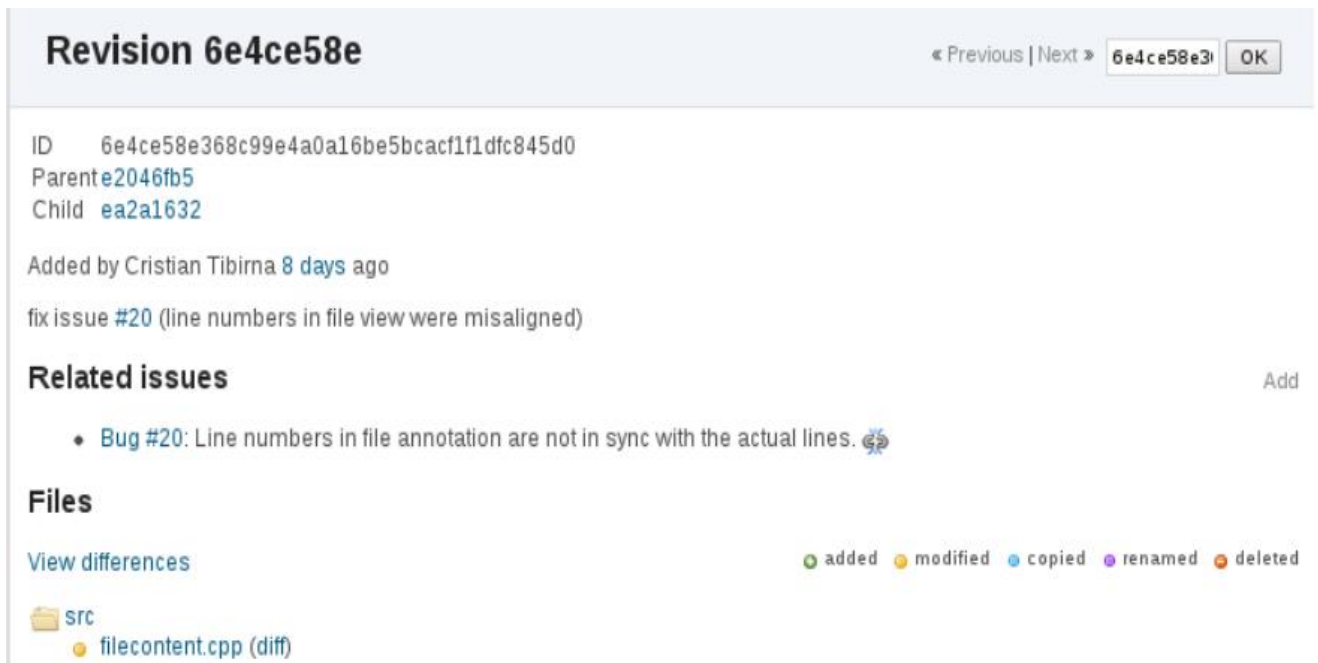 Revision 6e4ce58e
« Previous | Next » 6e4ce58e3 OK
ID 6e4ce58e368c99e4a0a16be5bcacf1f1dfc845d0
Parent e2046fb5
Child ea2a1632
Added by Cristian Tibirna 8 days ago
fix issue #20 (line numbers in file view were misaligned)
Related issues
Add
• Bug #20: Line numbers in file annotation are not in sync with the actual lines.
Files
View differences
added modified copied renamed deleted
src
filecontent.cpp (diff)